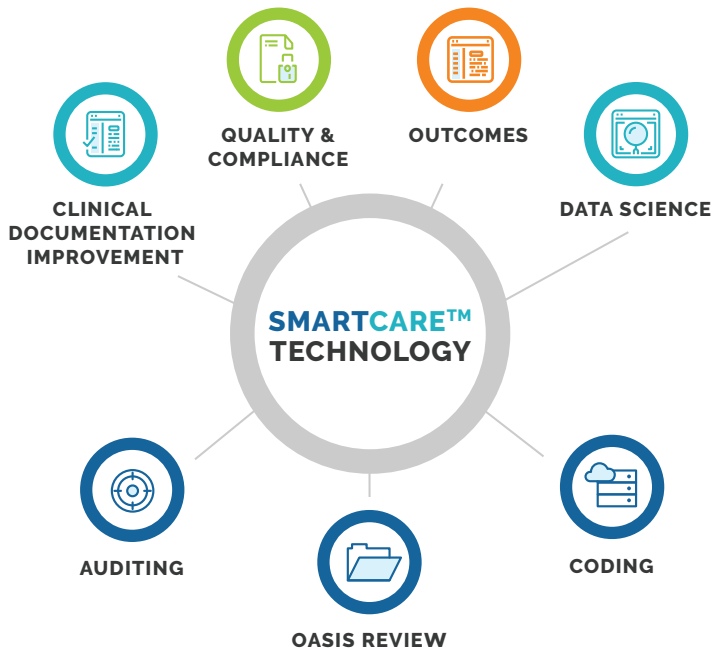 QUALITY &
COMPLIANCE
OUTCOMES
CLINICAL
DOCUMENTATION
IMPROVEMENT
DATA SCIENCE
SMARTCARE™
TECHNOLOGY
AUDITING
OASIS REVIEW
CODING